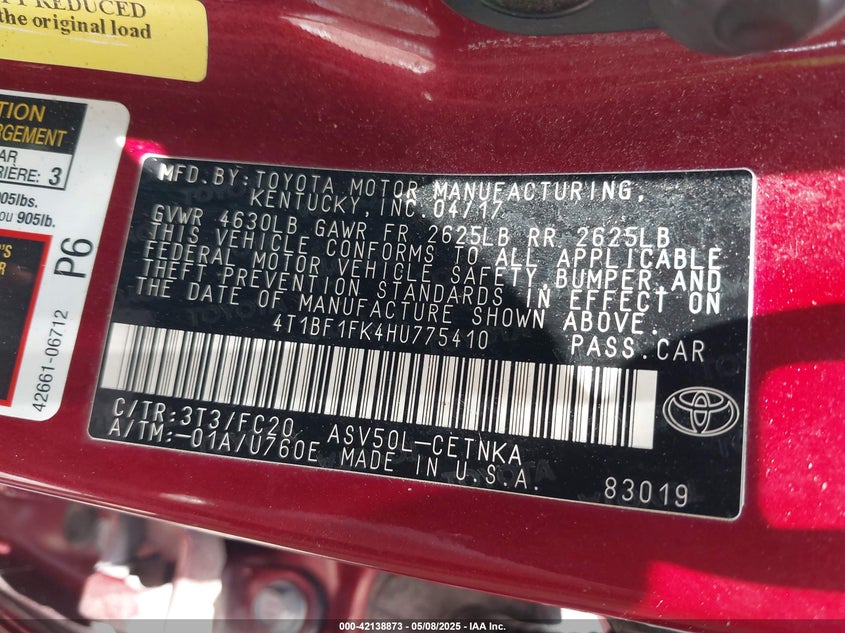 REDUCED
the original load
TION
RGEMENT
AR
RIÈRE: 3
905lbs.
ou 905lb.
'S
R
P6
42661-06712
MFD.BY:TOYOTA MOTOR MANUFACTURING,
KENTUCKY, INC. 04/17
GVWR 4630LB GAWR FR 2625LB RR 2625LB
THIS VEHICLE CONFORMS TO ALL APPLICABLE
FEDERAL MOTOR VEHICLE SAFETY,BUMPER,AND
THEFT PREVENTION STANDARDS IN EFFECT ON
THE DATE OF MANUFACTURE SHOWN ABOVE.
4T1BF1FK4HU775410 PASS.CAR
C/TR:3T3/FC20 ASV50L-CETNKA
A/TM:-01A/U760E MADE IN U.S.A.
83019
000-42138873 - 05/08/2025 - IAA Inc.